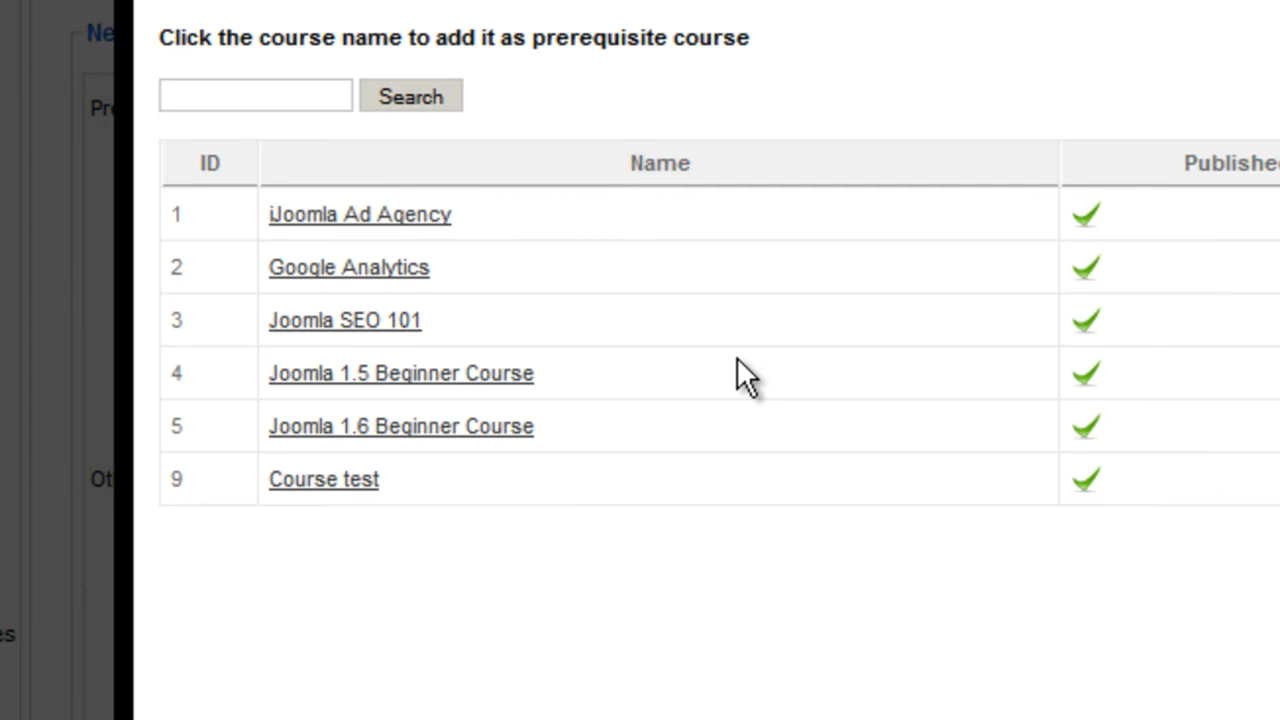 Click the course name to add it as prerequisite course
Search
ID Name
1 iJoomla Ad Agency
2 Google Analytics
3 Joomla SEO 101
4 Joomla 1.5 Beginner Course
5 Joomla 1.6 Beginner Course
9 Course test